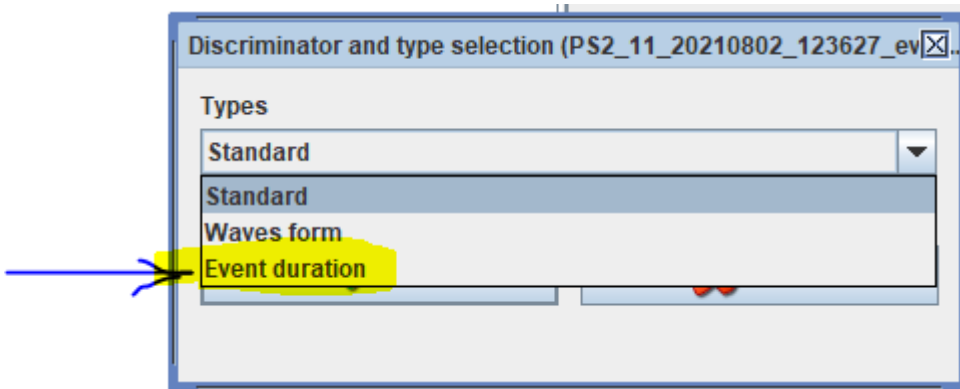 Discriminator and type selection (PS2_11_20210802_123627_ev...
Types
Standard
Standard
Waves form
Event duration